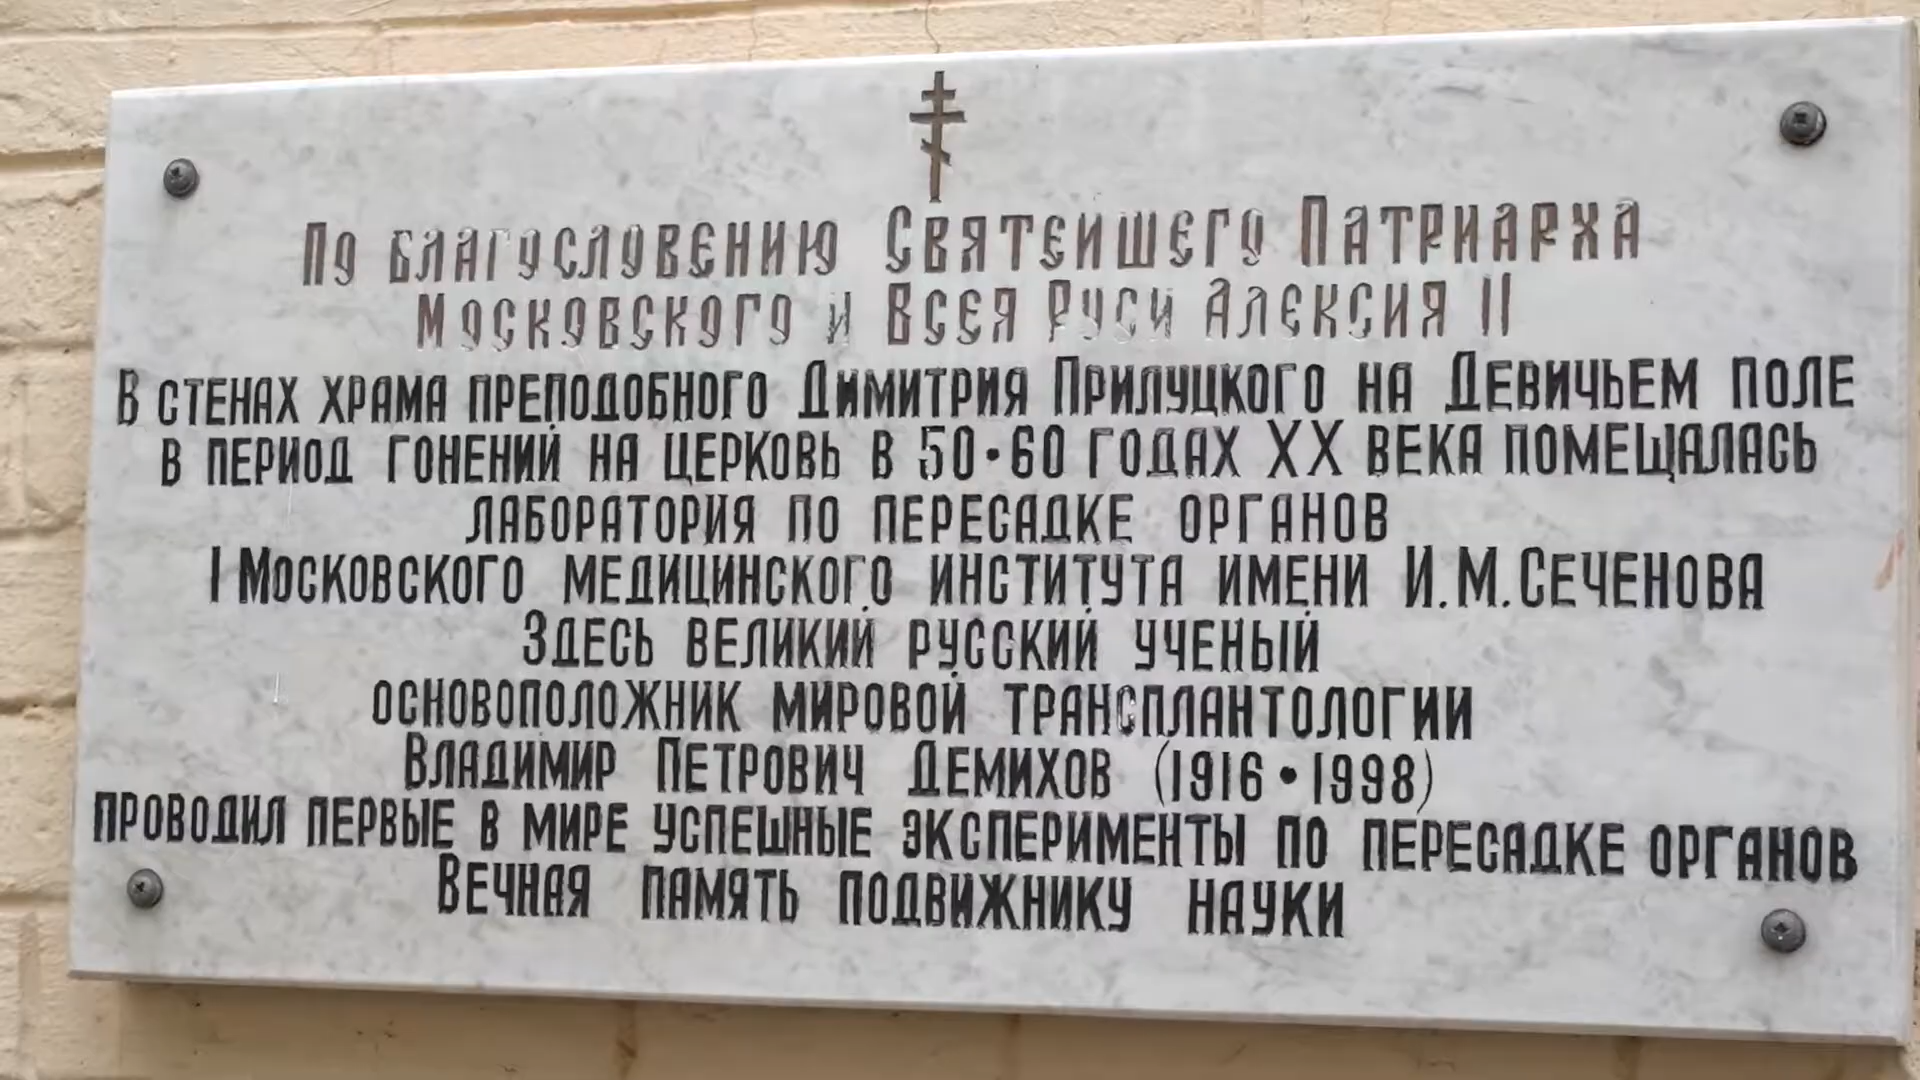 По благословению Святейшего Патриарха
Московского и Всея Руси Алексия II
В стенах храма преподобного Димитрия Прилуцкого на Девичьем поле
в период гонений на церковь в 50•60 годах XX века помещалась
лаборатория по пересадке органов
I Московского медицинского института имени И.М.Сеченова
Здесь великий русский ученый
основоположник мировой трансплантологии
Владимир Петрович Демихов (1916•1998)
проводил первые в мире успешные эксперименты по пересадке органов
Вечная память подвижнику науки